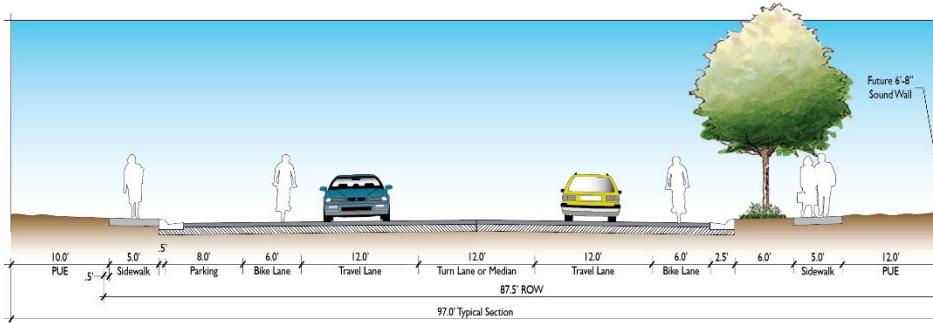 Future 6'-8"
Sound Wall
.5'
10.0' 5.0' 8.0' 6.0' 12.0' 12.0' 12.0' 6.0' 2.5' 6.0' 5.0' 12.0'
PUE Sidewalk Parking Bike Lane Travel Lane Turn Lane or Median Travel Lane Bike Lane Sidewalk PUE
.5'
87.5' ROW
97.0' Typical Section